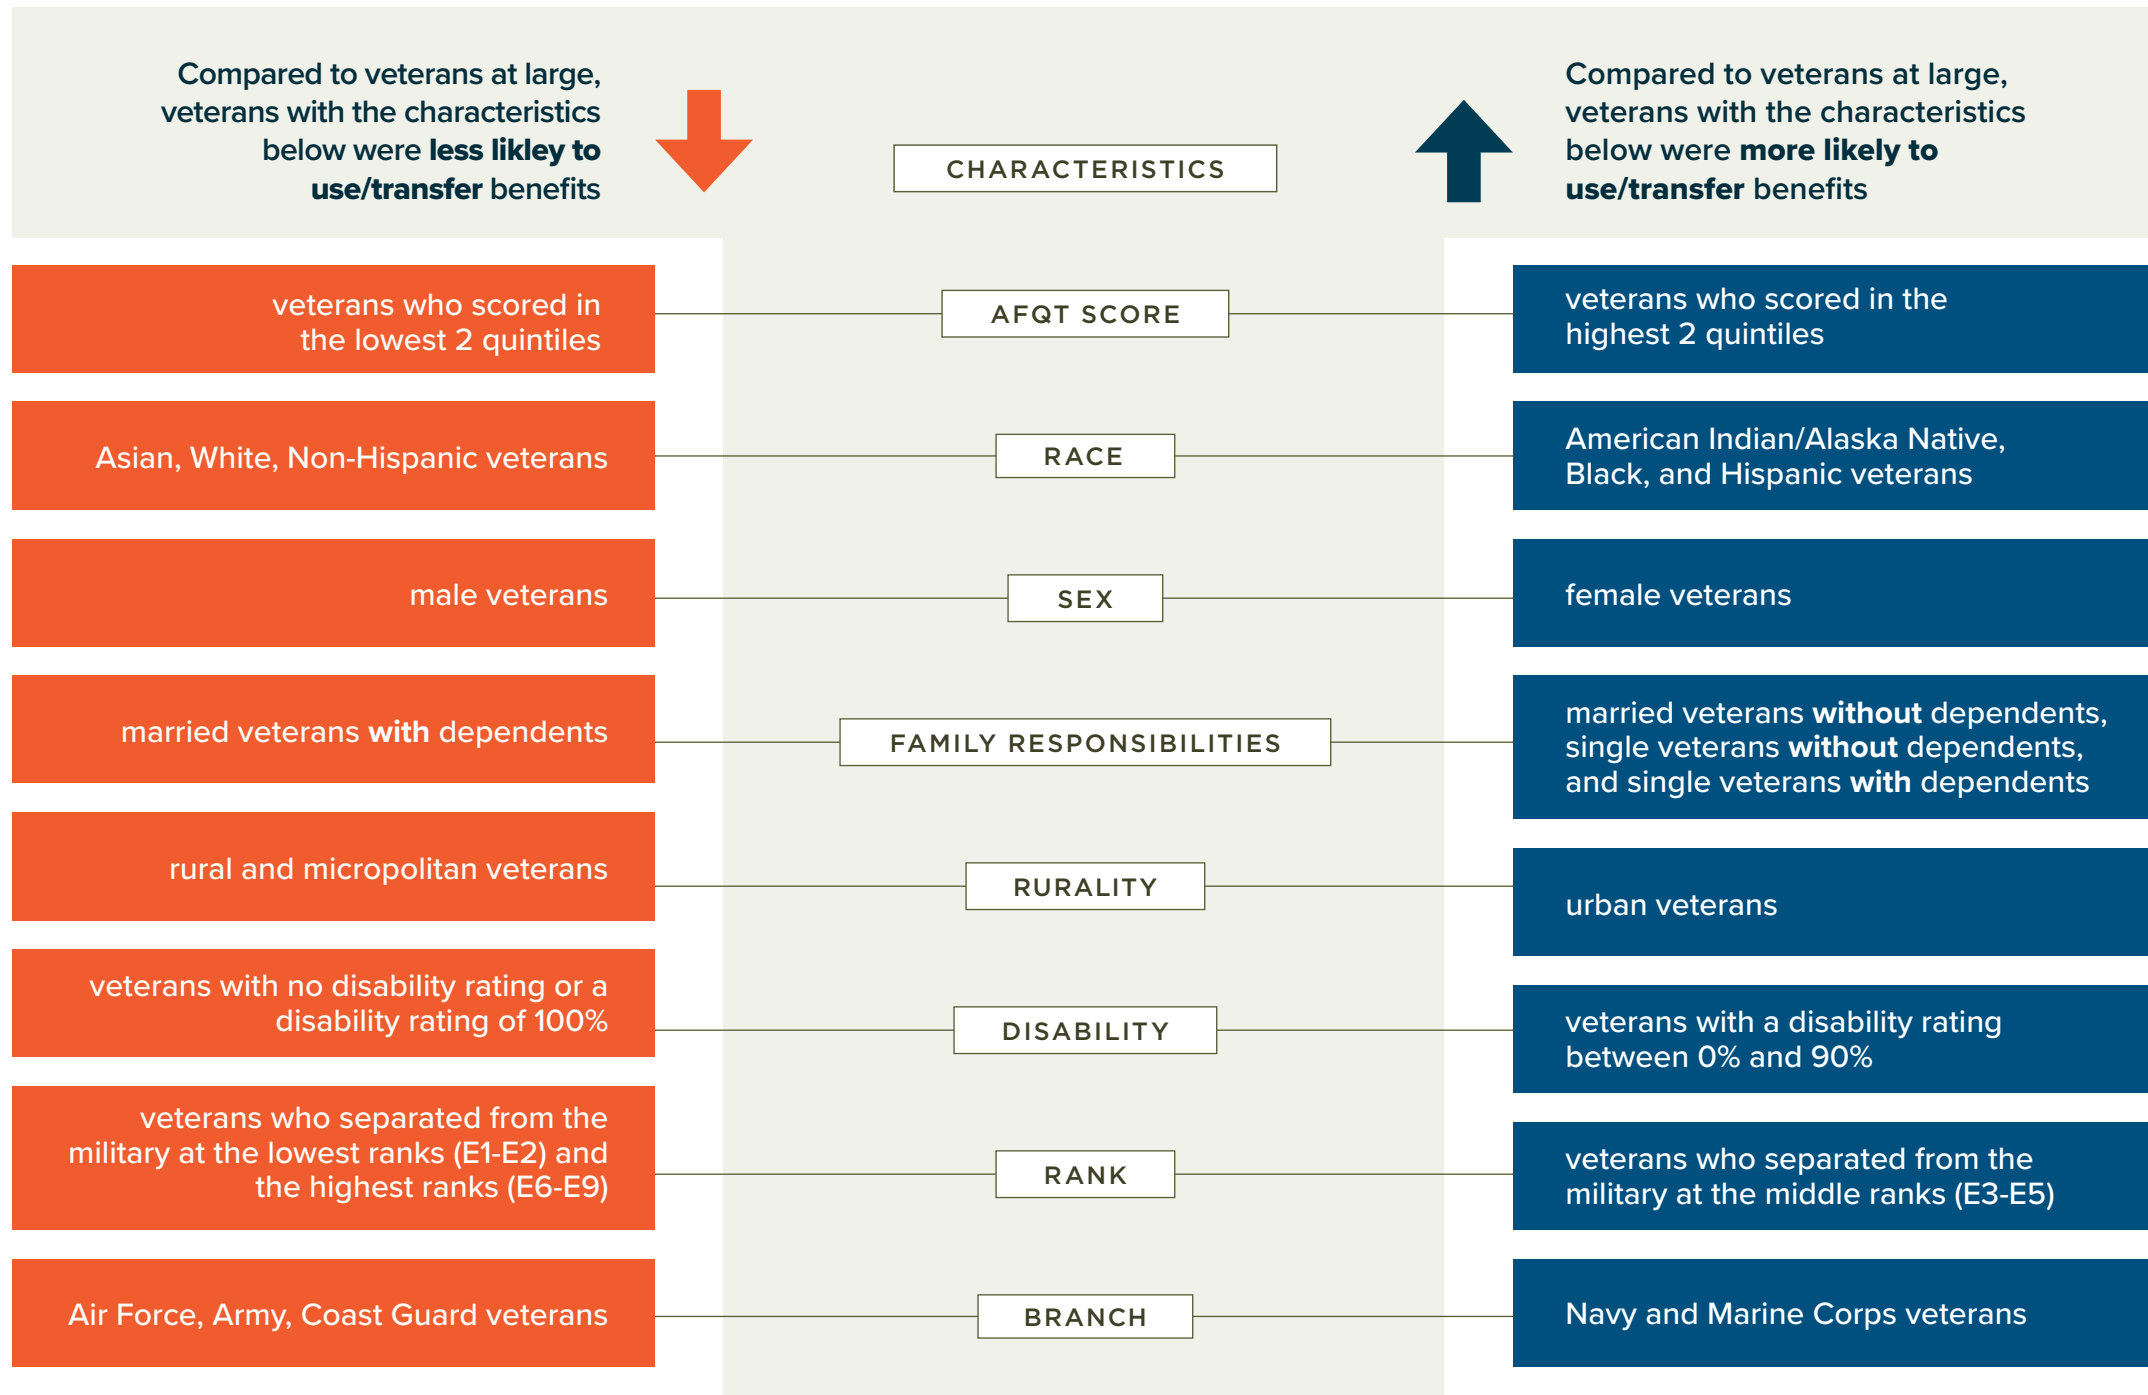 Compared to veterans at large,
veterans with the characteristics
below were less likley to
use/transfer benefits
CHARACTERISTICS
Compared to veterans at large,
veterans with the characteristics
below were more likely to
use/transfer benefits
veterans who scored in
the lowest 2 quintiles
AFQT SCORE
veterans who scored in the
highest 2 quintiles
Asian, White, Non-Hispanic veterans
RACE
American Indian/Alaska Native,
Black, and Hispanic veterans
male veterans
SEX
female veterans
married veterans with dependents
FAMILY RESPONSIBILITIES
married veterans without dependents,
single veterans without dependents,
and single veterans with dependents
rural and micropolitan veterans
RURALITY
urban veterans
veterans with no disability rating or a
disability rating of 100%
DISABILITY
veterans with a disability rating
between 0% and 90%
veterans who separated from the
military at the lowest ranks (E1-E2) and
the highest ranks (E6-E9)
RANK
veterans who separated from the
military at the middle ranks (E3-E5)
Air Force, Army, Coast Guard veterans
BRANCH
Navy and Marine Corps veterans